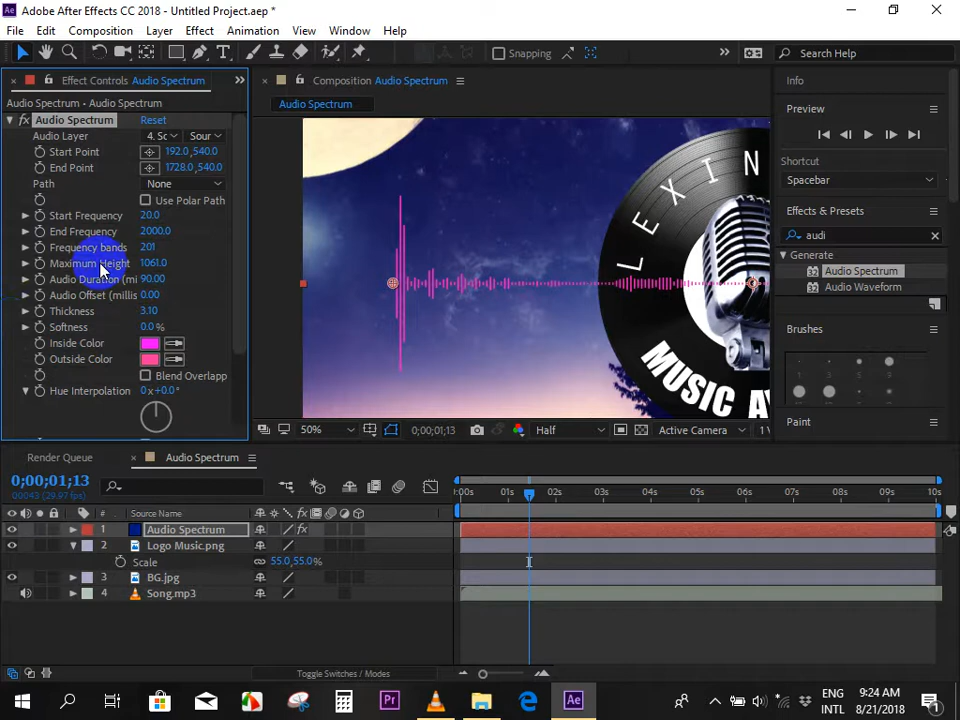 Adobe After Effects CC 2018 - Untitled Project.aep *
File Edit Composition Layer Effect Animation View Window Help
Snapping
Search Help
Effect Controls Audio Spectrum
Audio Spectrum - Audio Spectrum
Audio Spectrum Reset
Audio Layer 4. Sc Sour
Start Point 192.0,540.0
End Point 1728.0,540.0
Path None
Use Polar Path
Start Frequency 20.0
End Frequency 2000.0
Frequency bands 201
Maximum Height 1061.0
Audio Duration (mi 90.00
Audio Offset (millis 0.00
Thickness 3.10
Softness 0.0 %
Inside Color
Outside Color
Blend Overlapp
Hue Interpolation 0 x+0.0°
Composition Audio Spectrum
Audio Spectrum
LEXIN
MUSIC A
50% 0;00;01;13 Half Active Camera 1 V
Info
Preview
Shortcut
Spacebar
Effects & Presets
audi
Generate
Audio Spectrum
Audio Waveform
Brushes
Paint
Render Queue Audio Spectrum
0;00;01;13
00043 (29.97 fps)
# Source Name
:00s 01s 02s 03s 04s 05s 06s 07s 08s 09s 10s
1 Audio Spectrum
2 Logo Music.png
Scale 55.0,55.0%
3 BG.jpg
4 Song.mp3
Toggle Switches / Modes
ENG 9:24 AM
INTL 8/21/2018